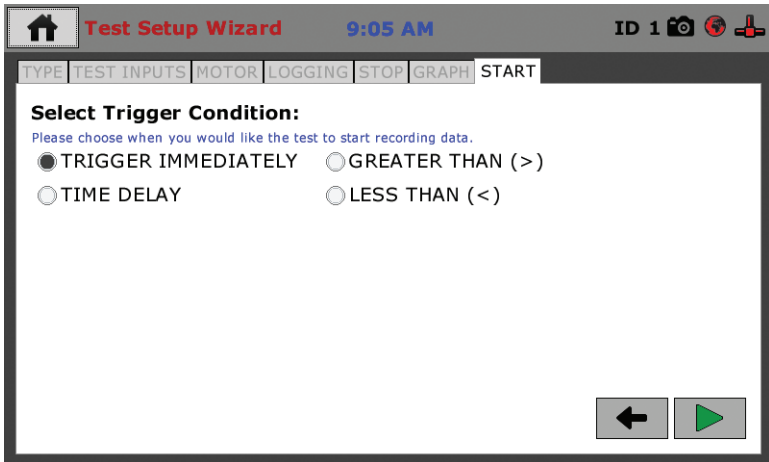 Test Setup Wizard 9:05 AM ID 1
TYPE TEST INPUTS MOTOR LOGGING STOP GRAPH START
Select Trigger Condition:
Please choose when you would like the test to start recording data.
TRIGGER IMMEDIATELY GREATER THAN (>)
TIME DELAY LESS THAN (<)